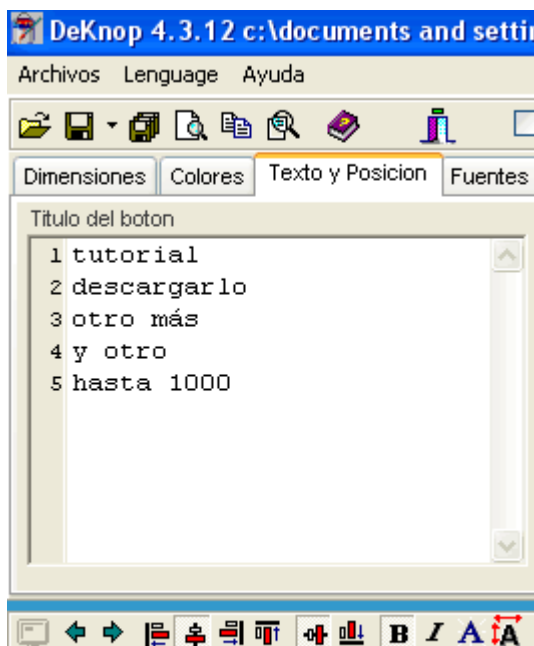 DeKnop 4.3.12 c:\documents and settin
Archivos Lenguage Ayuda
Dimensiones Colores Texto y Posicion Fuentes
Titulo del boton
1 tutorial
2 descargarlo
3 otro más
4 y otro
5 hasta 1000
B I A A